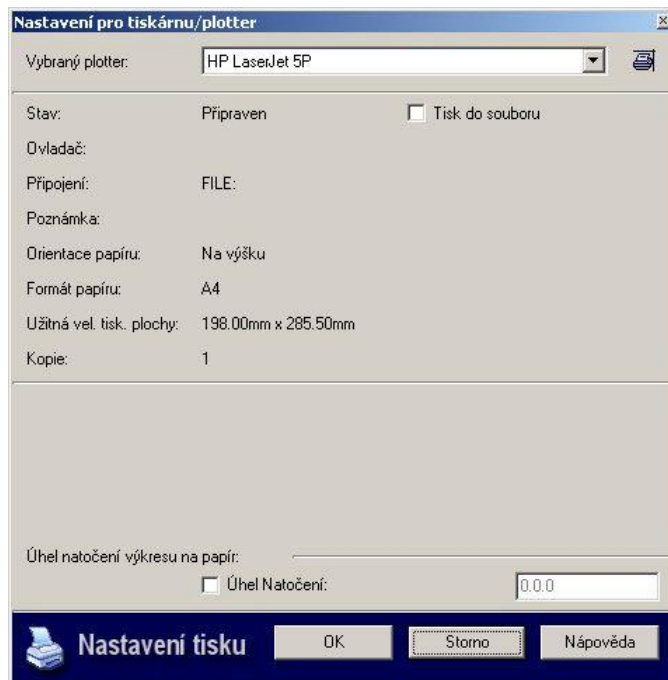 Nastavení pro tiskárnu/plotter
Vybraný plotter: HP LaserJet 5P
Stav: Připraven Tisk do souboru
Ovladač:
Připojení: FILE:
Poznámka:
Orientace papíru: Na výšku
Formát papíru: A4
Užitná vel. tisk. plochy: 198.00mm x 285.50mm
Kopie: 1
Úhel natočení výkresu na papír:
Úhel Natočení: 0.0.0
Nastavení tisku OK Storno Nápověda